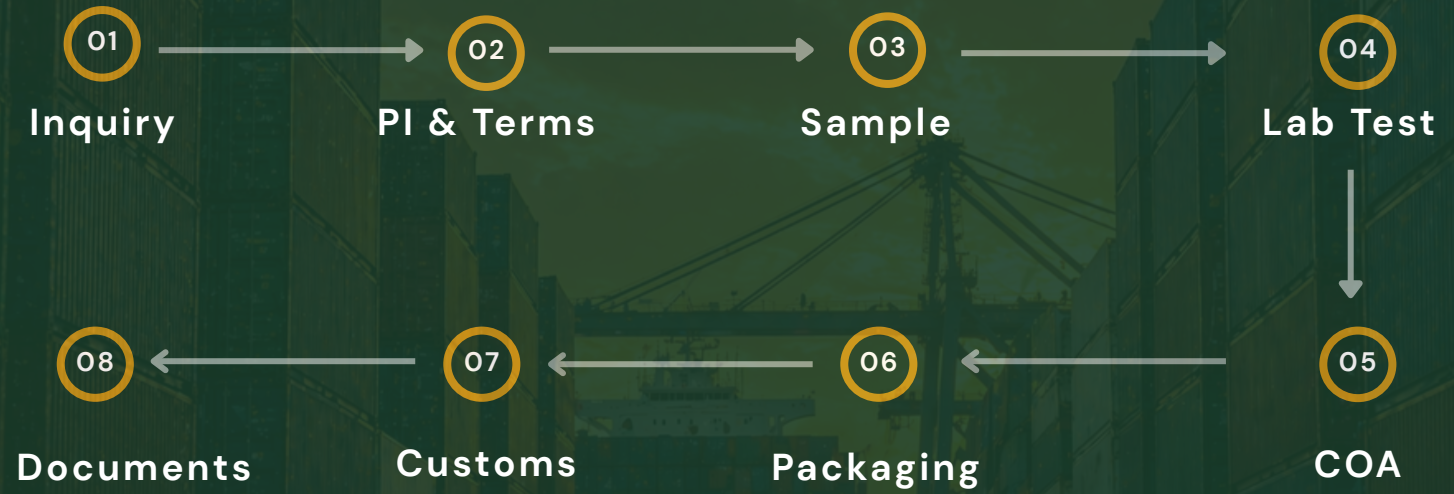 01
02
03
04
Inquiry
PI & Terms
Sample
Lab Test
08
07
06
05
Documents
Customs
Packaging
COA